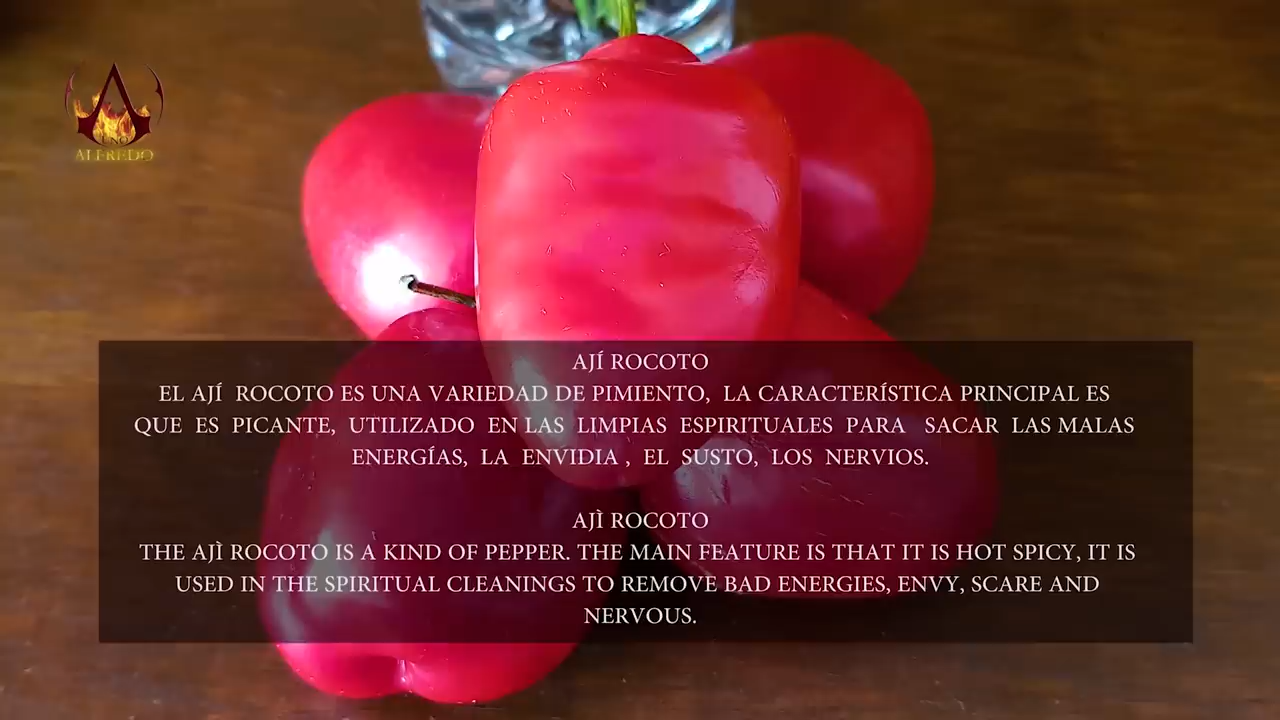 UNO
ALFREDO
AJÍ ROCOTO
EL AJÍ ROCOTO ES UNA VARIEDAD DE PIMIENTO, LA CARACTERÍSTICA PRINCIPAL ES
QUE ES PICANTE, UTILIZADO EN LAS LIMPIAS ESPIRITUALES PARA SACAR LAS MALAS
ENERGÍAS, LA ENVIDIA , EL SUSTO, LOS NERVIOS.
AJÌ ROCOTO
THE AJÌ ROCOTO IS A KIND OF PEPPER. THE MAIN FEATURE IS THAT IT IS HOT SPICY, IT IS
USED IN THE SPIRITUAL CLEANINGS TO REMOVE BAD ENERGIES, ENVY, SCARE AND
NERVOUS.